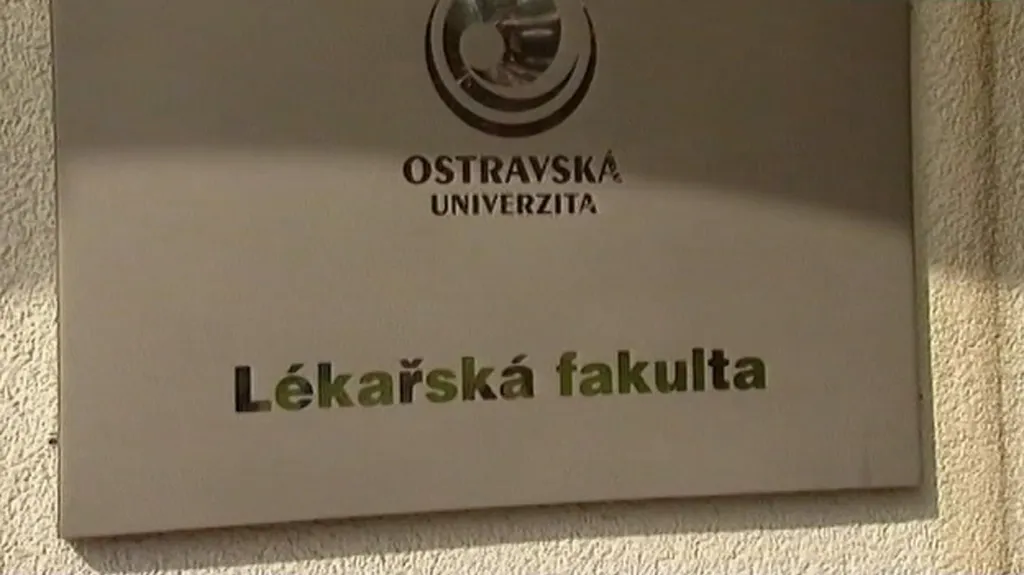 OSTRAVSKÁ
UNIVERZITA
Lékařská fakulta